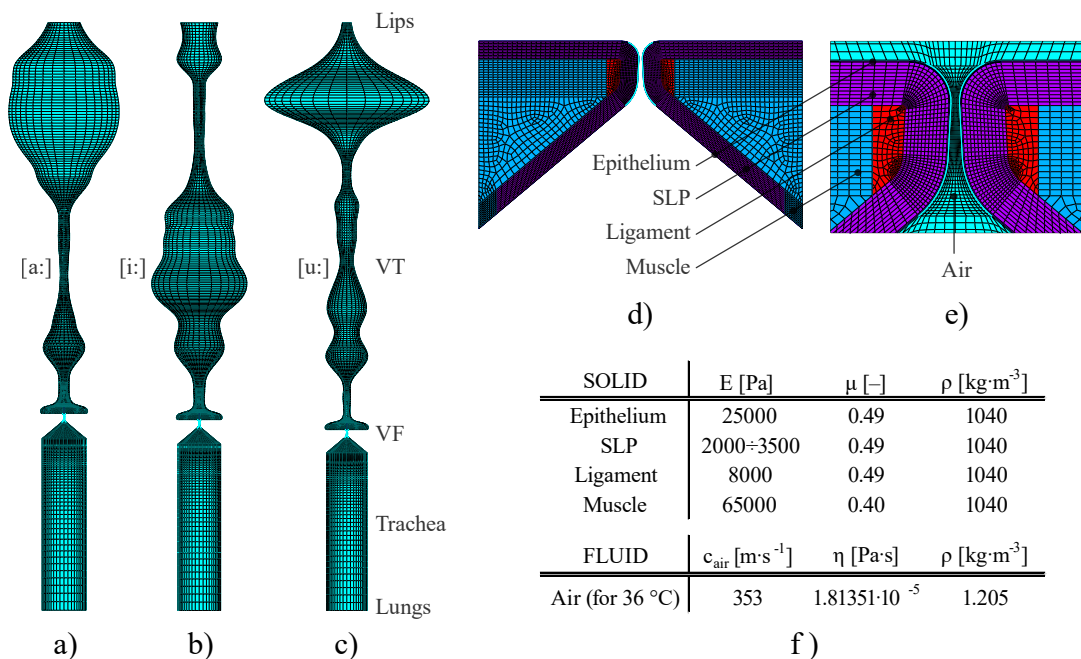 Lips
[a:]
[i:]
[u:]
VT
VF
Trachea
Lungs
a)
b)
c)
Epithelium
SLP
Ligament
Muscle
Air
d)
e)
SOLID E [Pa] μ [–] ρ [kg·m-3]
Epithelium 25000 0.49 1040
SLP 2000÷3500 0.49 1040
Ligament 8000 0.49 1040
Muscle 65000 0.40 1040
FLUID cair [m·s -1] η [Pa·s] ρ [kg·m-3]
Air (for 36 °C) 353 1.81351·10 -5 1.205
f )